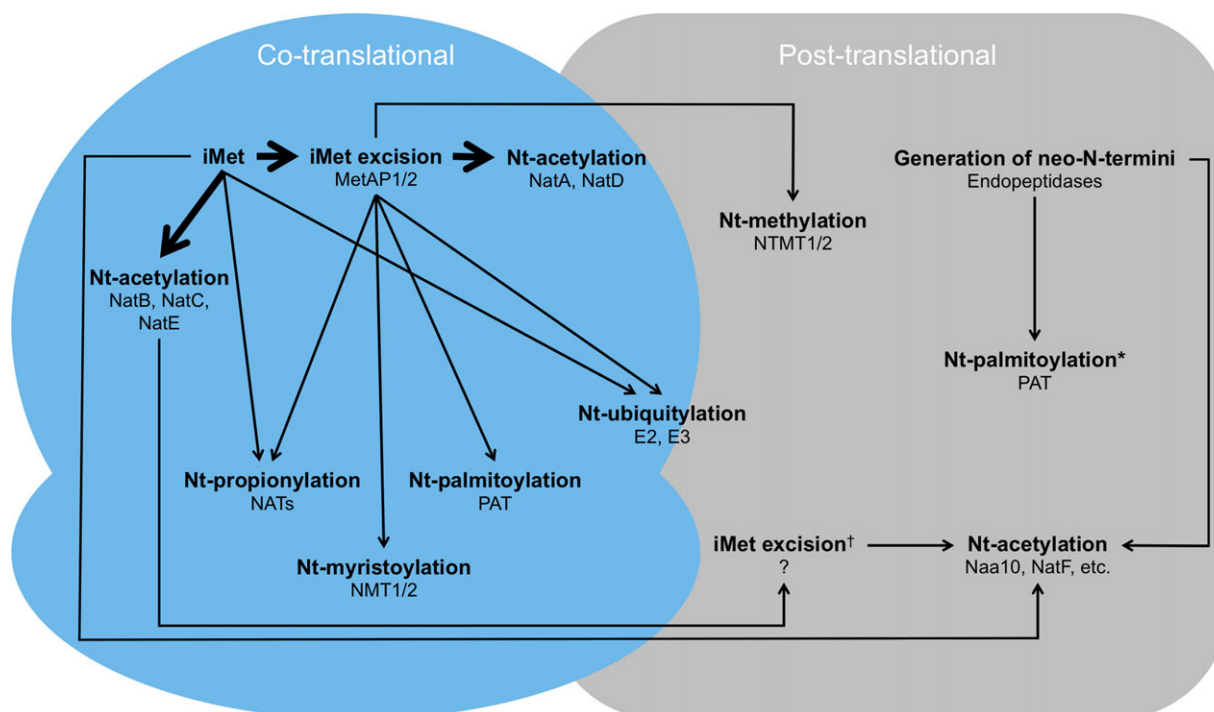 Co-translational
Post-translational
iMet
iMet excision
MetAP1/2
Nt-acetylation
NatA, NatD
Generation of neo-N-termini
Endopeptidases
Nt-methylation
NTMT1/2
Nt-acetylation
NatB, NatC,
NatE
Nt-palmitoylation*
PAT
Nt-ubiquitylation
E2, E3
Nt-propionylation
NATs
Nt-palmitoylation
PAT
Nt-myristoylation
NMT1/2
iMet excision†
?
Nt-acetylation
Naa10, NatF, etc.